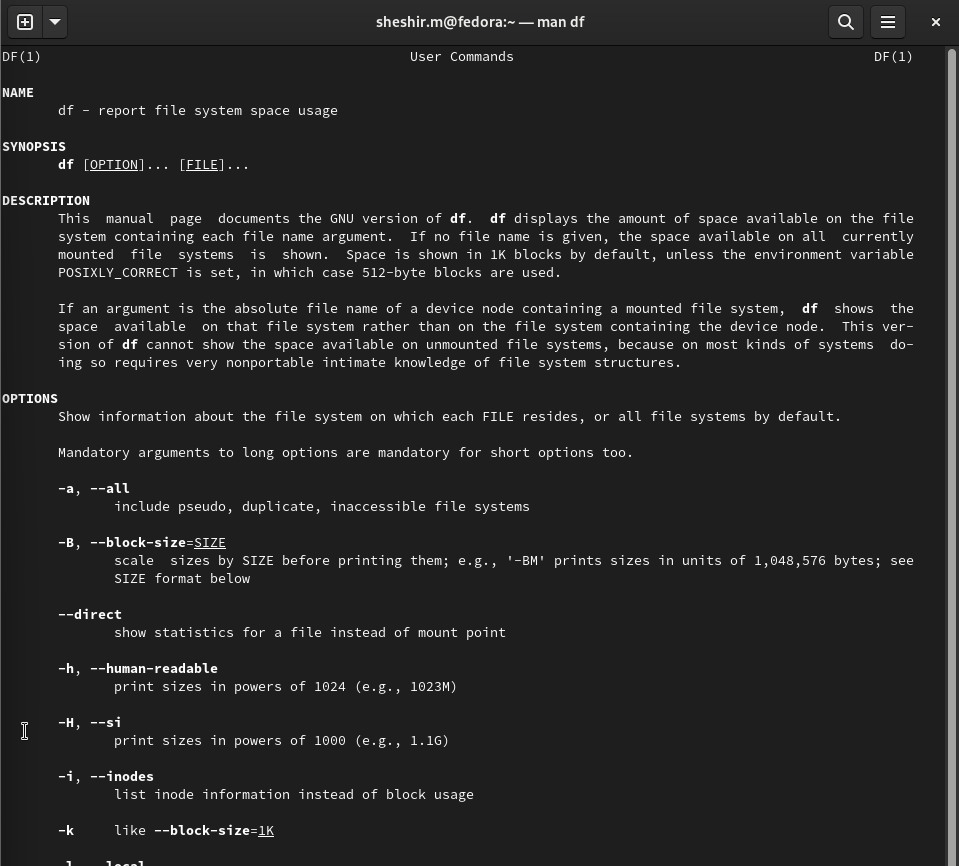 sheshir.m@fedora:~ — man df
DF(1) User Commands DF(1)
NAME
df - report file system space usage
SYNOPSIS
df [OPTION]... [FILE]...
DESCRIPTION
This manual page documents the GNU version of df. df displays the amount of space available on the file
system containing each file name argument. If no file name is given, the space available on all currently
mounted file systems is shown. Space is shown in 1K blocks by default, unless the environment variable
POSIXLY_CORRECT is set, in which case 512-byte blocks are used.
If an argument is the absolute file name of a device node containing a mounted file system, df shows the
space available on that file system rather than on the file system containing the device node. This ver-
sion of df cannot show the space available on unmounted file systems, because on most kinds of systems do-
ing so requires very nonportable intimate knowledge of file system structures.
OPTIONS
Show information about the file system on which each FILE resides, or all file systems by default.
Mandatory arguments to long options are mandatory for short options too.
-a, --all
include pseudo, duplicate, inaccessible file systems
-B, --block-size=SIZE
scale sizes by SIZE before printing them; e.g., '-BM' prints sizes in units of 1,048,576 bytes; see
SIZE format below
--direct
show statistics for a file instead of mount point
-h, --human-readable
print sizes in powers of 1024 (e.g., 1023M)
-H, --si
print sizes in powers of 1000 (e.g., 1.1G)
-i, --inodes
list inode information instead of block usage
-k like --block-size=1K
-l, --local